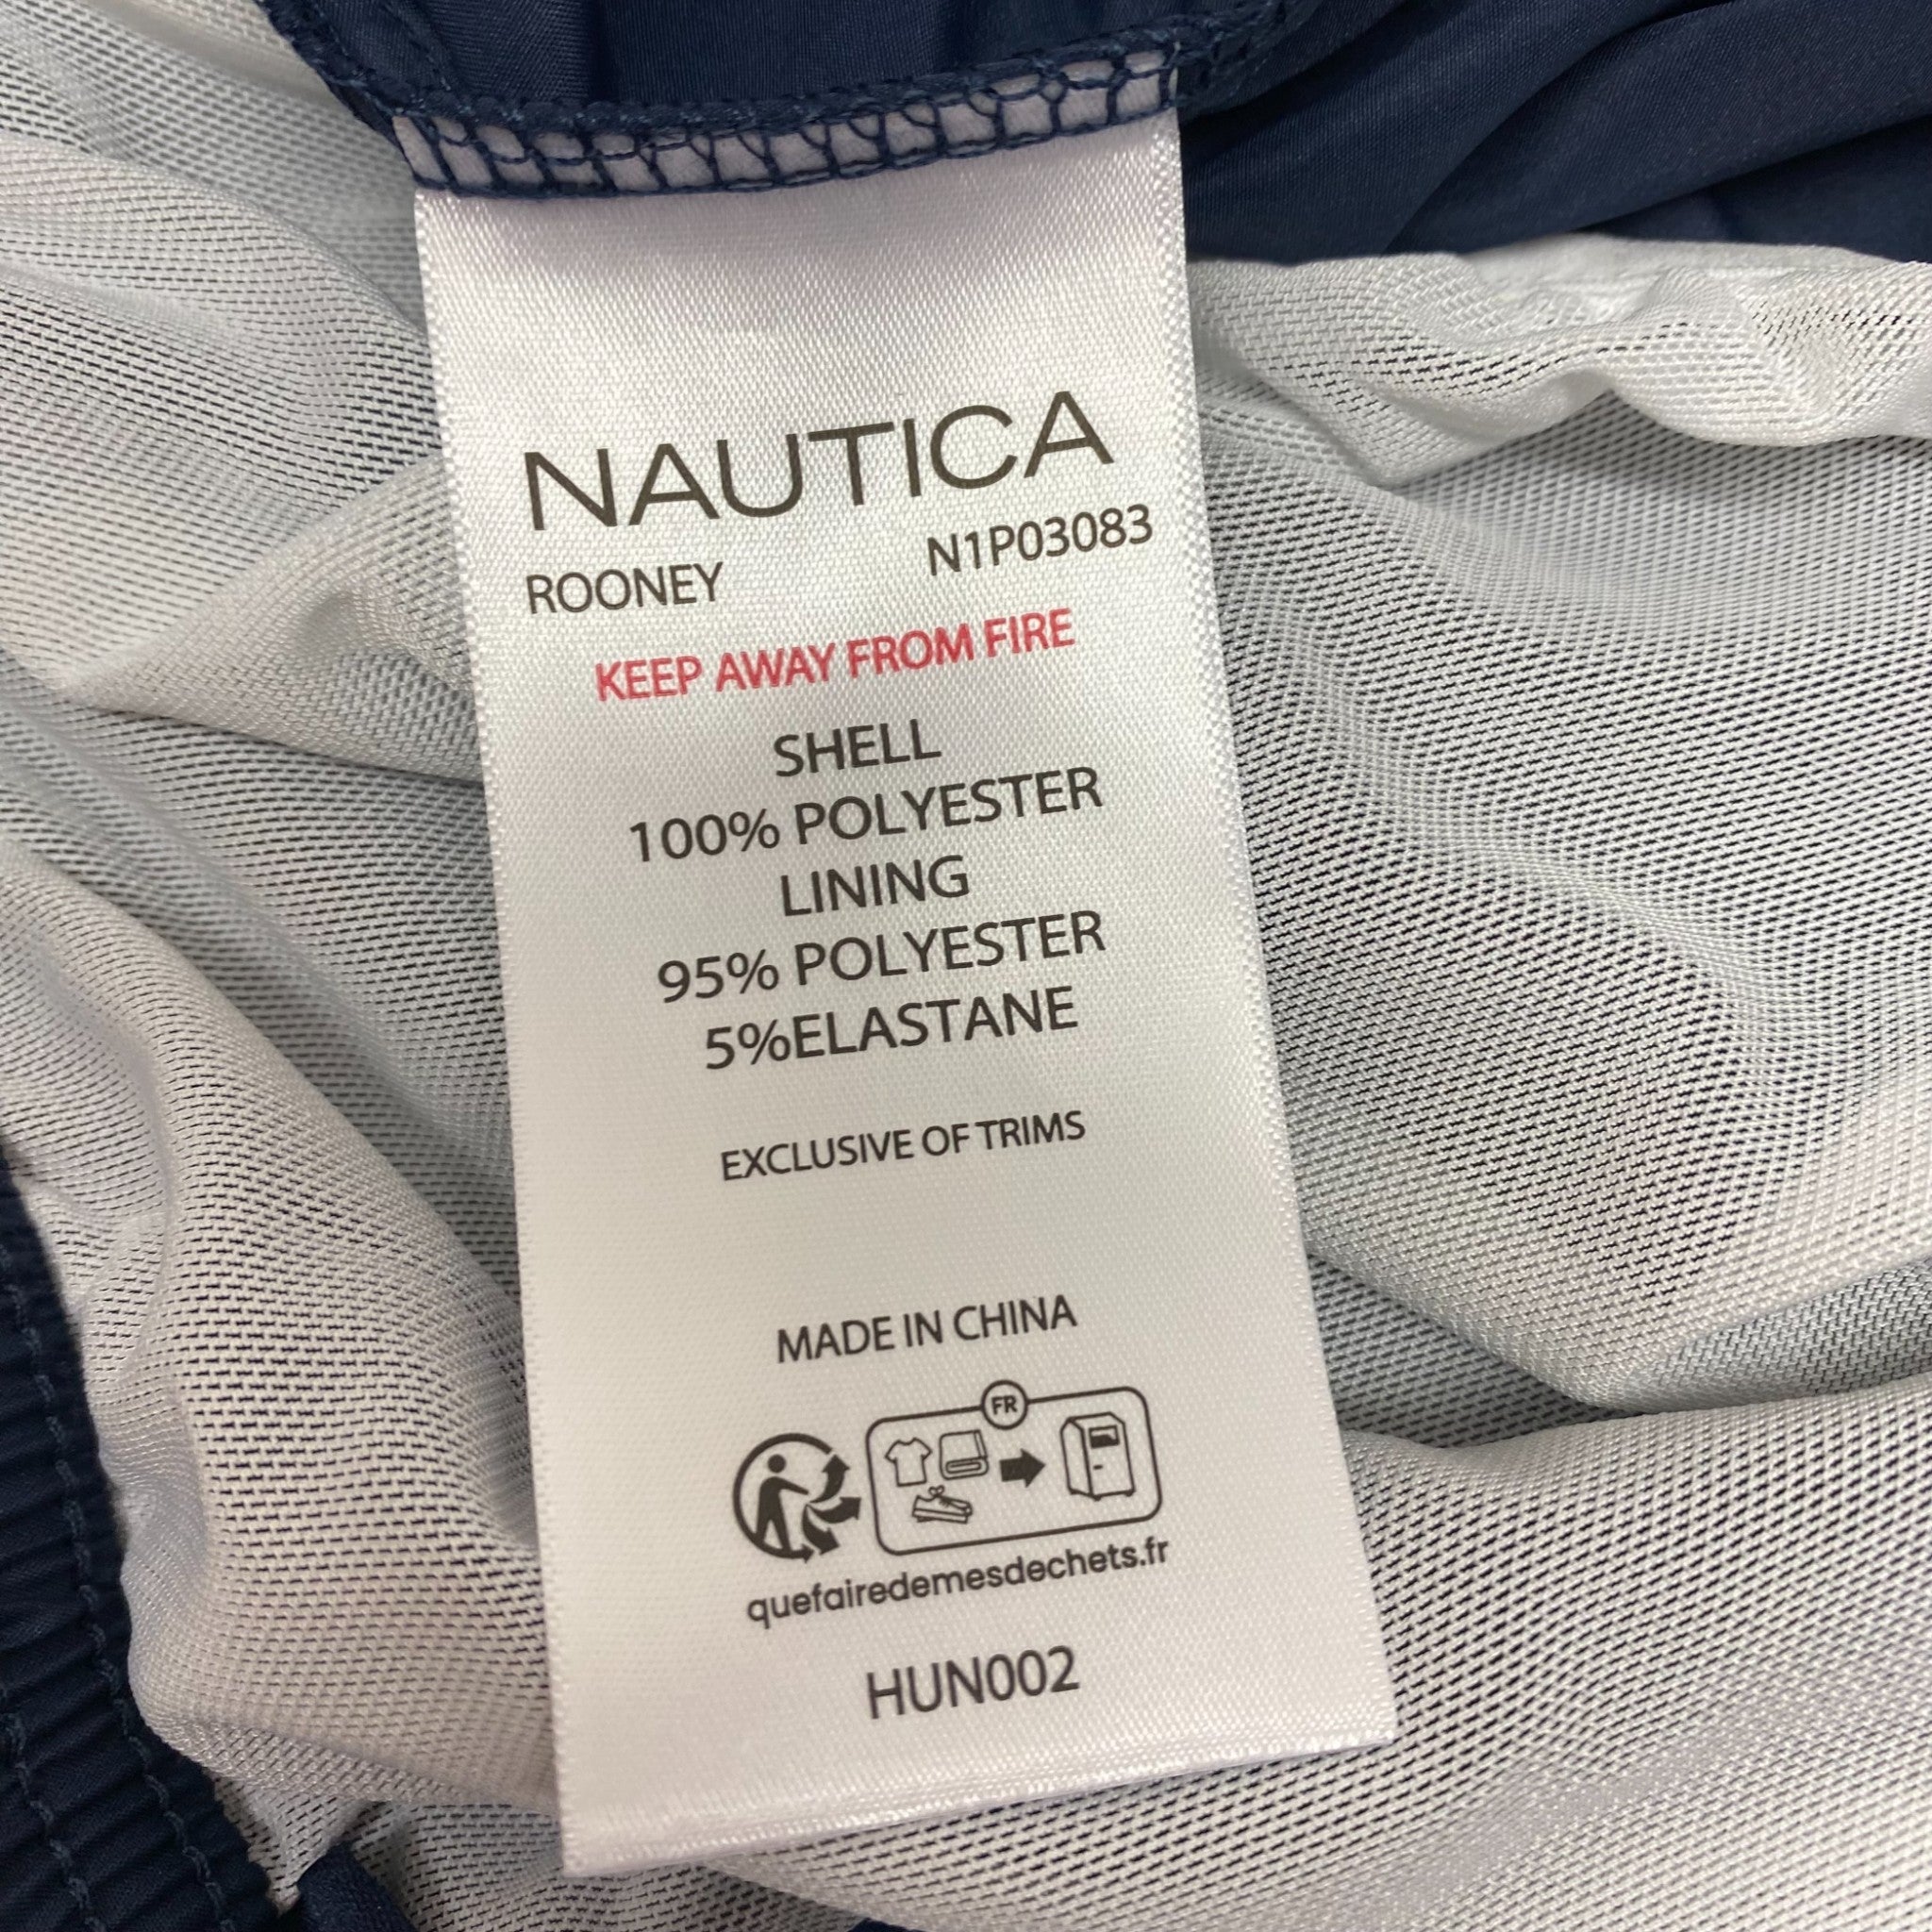 NAUTICA
ROONEY N1P03083
KEEP AWAY FROM FIRE
SHELL
100% POLYESTER
LINING
95% POLYESTER
5%ELASTANE
EXCLUSIVE OF TRIMS
MADE IN CHINA
FR
quefairedemesdechets.fr
HUN002